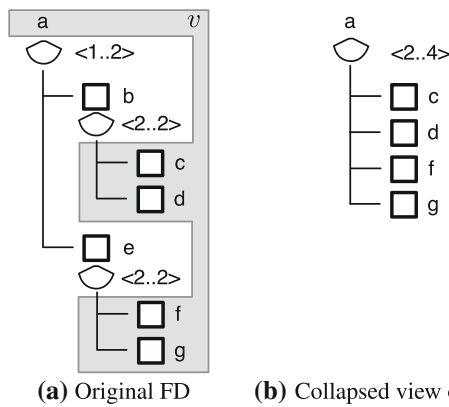 a v a
<1..2> <2..4>
b c
<2..2> d
c f
d g
e
<2..2>
f
g
(a) Original FD (b) Collapsed view